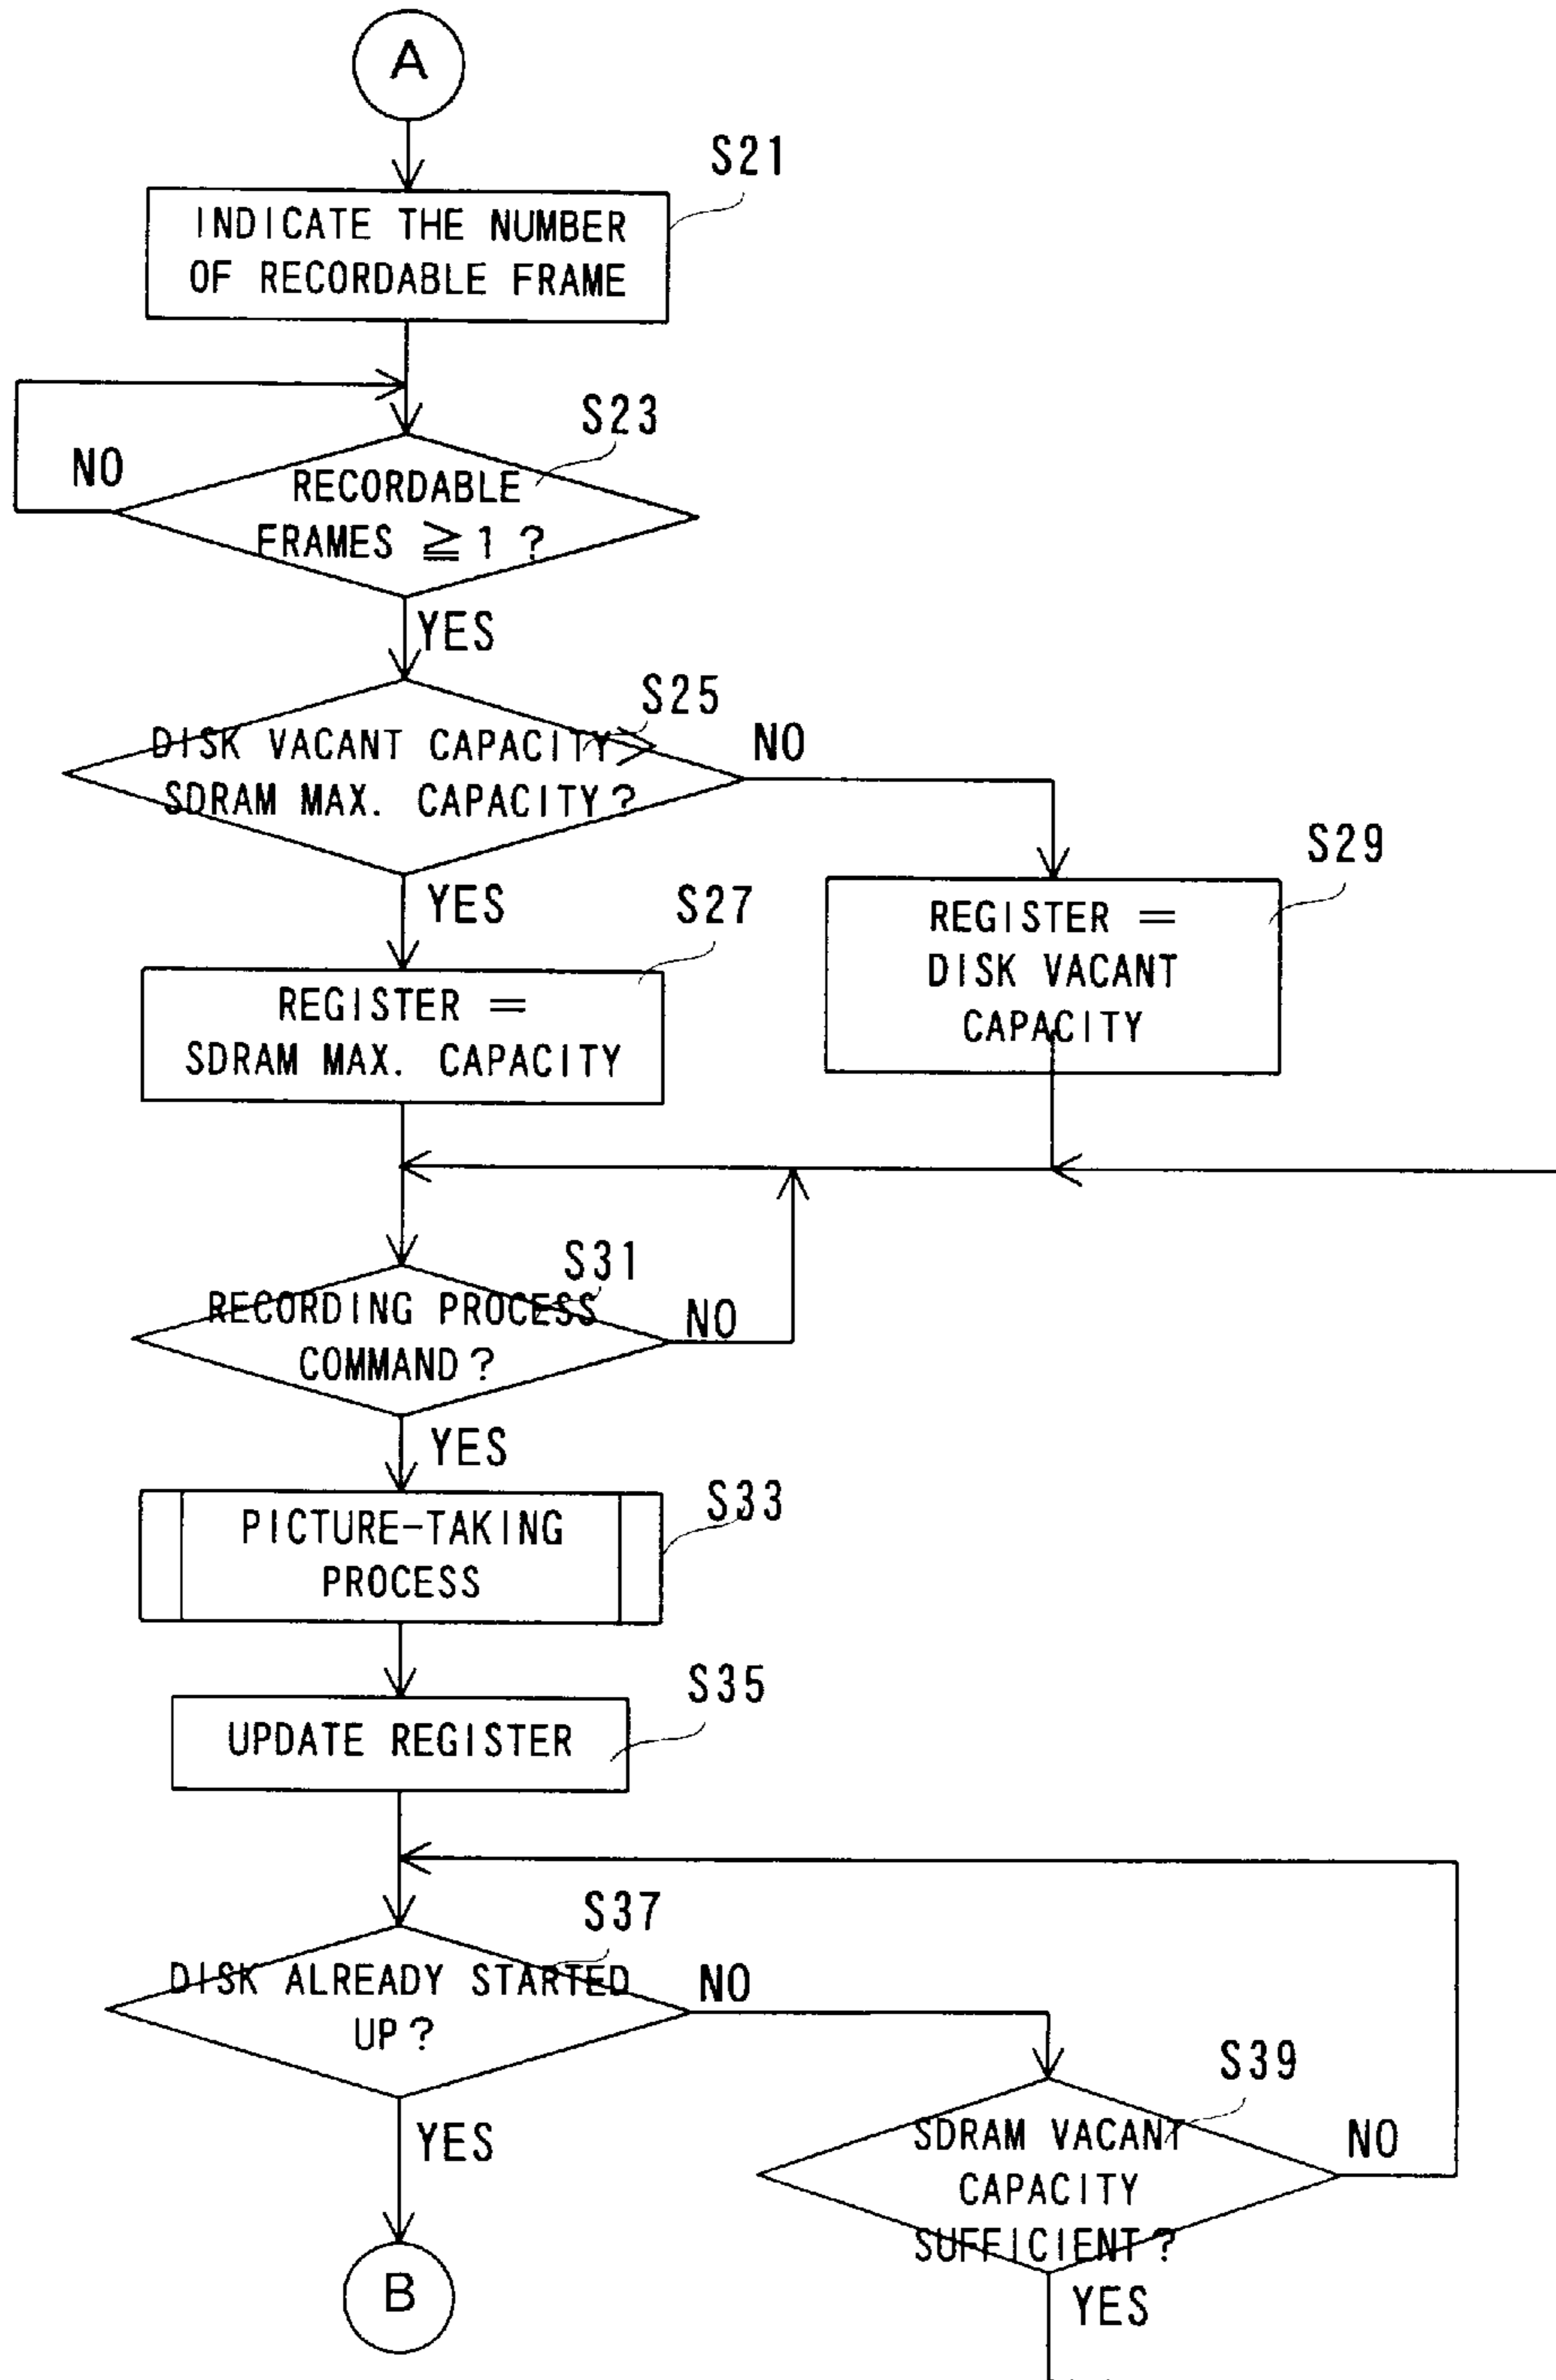 A
S21
INDICATE THE NUMBER
OF RECORDABLE FRAME
S23
NO
RECORDABLE
FRAMES ≧ 1 ?
YES
S25
DISK VACANT CAPACITY>
SDRAM MAX. CAPACITY?
NO
YES
S27
REGISTER =
SDRAM MAX. CAPACITY
S29
REGISTER =
DISK VACANT
CAPACITY
S31
RECORDING PROCESS
COMMAND?
NO
YES
S33
PICTURE-TAKING
PROCESS
S35
UPDATE REGISTER
S37
DISK ALREADY STARTED
UP?
NO
YES
S39
SDRAM VACANT
CAPACITY
SUFFICIENT?
NO
YES
B